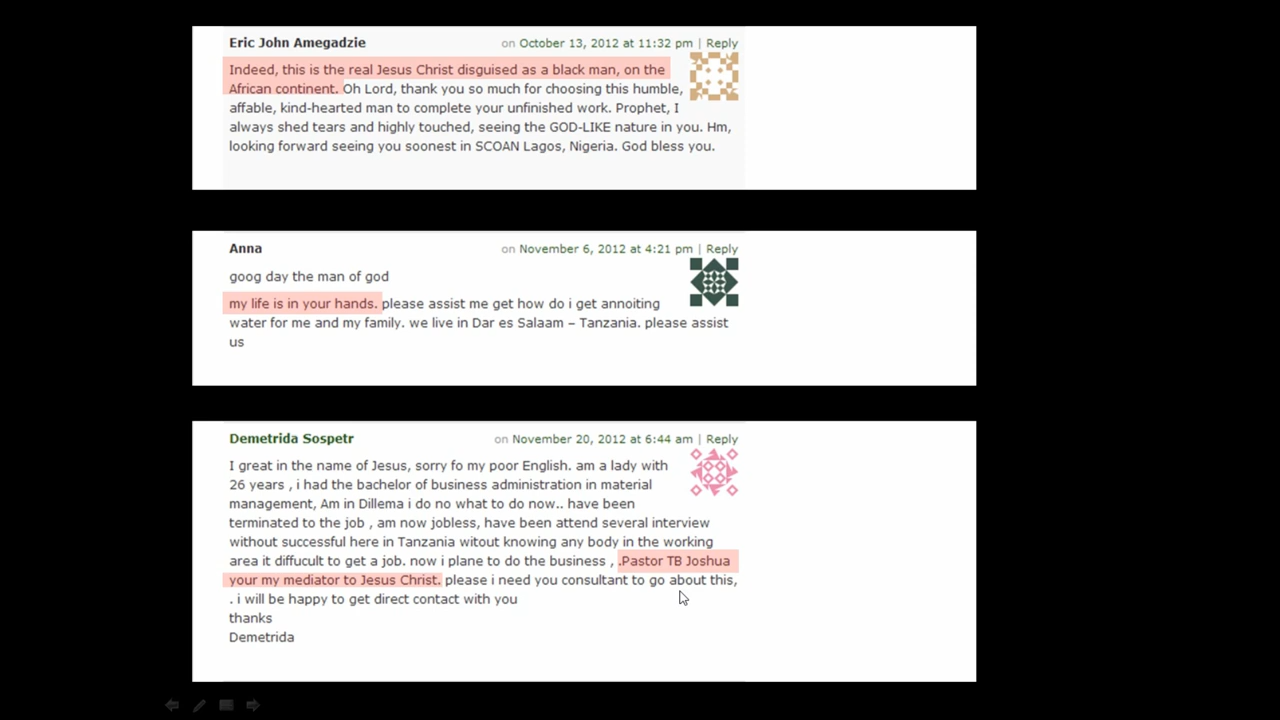 Eric John Amegadzie on October 13, 2012 at 11:32 pm | Reply
Indeed, this is the real Jesus Christ disguised as a black man, on the
African continent. Oh Lord, thank you so much for choosing this humble,
affable, kind-hearted man to complete your unfinished work. Prophet, I
always shed tears and highly touched, seeing the GOD-LIKE nature in you. Hm,
looking forward seeing you soonest in SCOAN Lagos, Nigeria. God bless you.
Anna on November 6, 2012 at 4:21 pm | Reply
goog day the man of god
my life is in your hands. please assist me get how do i get annoiting
water for me and my family. we live in Dar es Salaam – Tanzania. please assist
us
Demetrida Sospetr on November 20, 2012 at 6:44 am | Reply
I great in the name of Jesus, sorry fo my poor English. am a lady with
26 years , i had the bachelor of business administration in material
management, Am in Dillema i do no what to do now.. have been
terminated to the job , am now jobless, have been attend several interview
without successful here in Tanzania witout knowing any body in the working
area it diffucult to get a job. now i plane to do the business , .Pastor TB Joshua
your my mediator to Jesus Christ. please i need you consultant to go about this,
. i will be happy to get direct contact with you
thanks
Demetrida